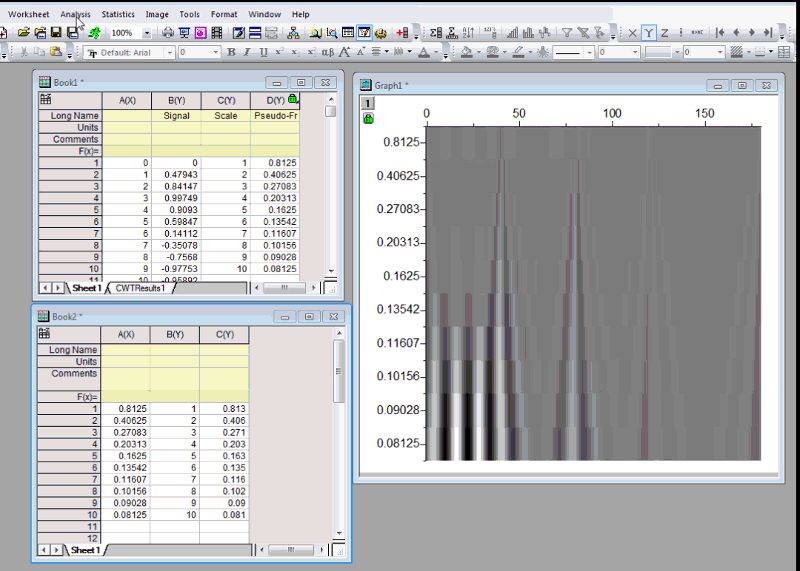 Worksheet Analysis Statistics Image Tools Format Window Help
100%
Default: Arial 0 B I U αβ A A A 0 0
Book1 *
A(X) B(Y) C(Y) D(Y)
Long Name Signal Scale Pseudo-Fr
Units
Comments
F(x)=
1 0 0 1 0.8125
2 1 0.47943 2 0.40625
3 2 0.84147 3 0.27083
4 3 0.99749 4 0.20313
5 4 0.9093 5 0.1625
6 5 0.59847 6 0.13542
7 6 0.14112 7 0.11607
8 7 -0.35078 8 0.10156
9 8 -0.7568 9 0.09028
10 9 -0.97753 10 0.08125
11 10 -0.95892
Sheet1 CWTResults1
Book2 *
A(X) B(Y) C(Y)
Long Name
Units
Comments
F(x)=
1 0.8125 1 0.813
2 0.40625 2 0.406
3 0.27083 3 0.271
4 0.20313 4 0.203
5 0.1625 5 0.163
6 0.13542 6 0.135
7 0.11607 7 0.116
8 0.10156 8 0.102
9 0.09028 9 0.09
10 0.08125 10 0.081
11
12
Sheet1
Graph1 *
1
0 50 100 150
0.8125
0.40625
0.27083
0.20313
0.1625
0.13542
0.11607
0.10156
0.09028
0.08125